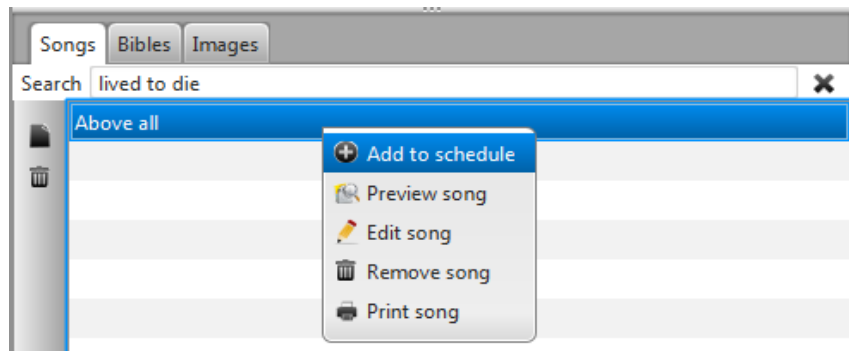 Songs Bibles Images
Search lived to die
Above all
Add to schedule
Preview song
Edit song
Remove song
Print song